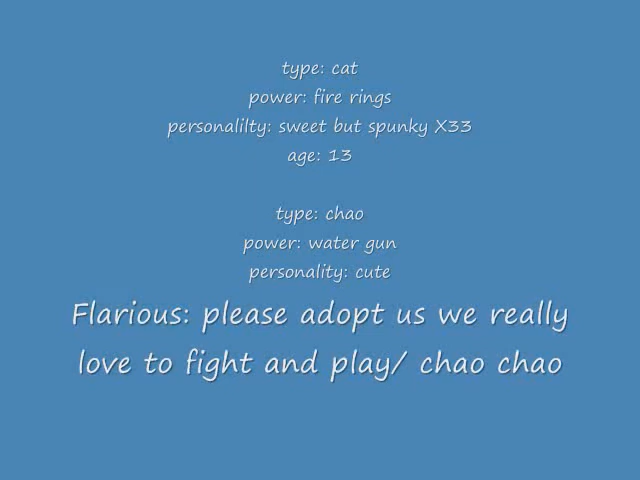 type: cat
power: fire rings
personalilty: sweet but spunky X33
age: 13
type: chao
power: water gun
personality: cute
Flarious: please adopt us we really
love to fight and play/ chao chao